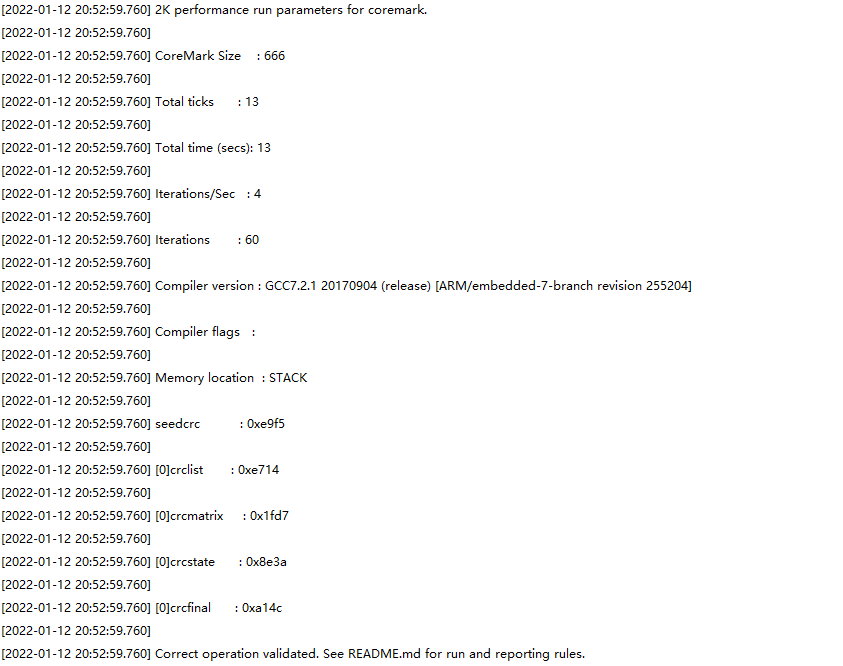 [2022-01-12 20:52:59.760] 2K performance run parameters for coremark.
[2022-01-12 20:52:59.760]
[2022-01-12 20:52:59.760] CoreMark Size    : 666
[2022-01-12 20:52:59.760]
[2022-01-12 20:52:59.760] Total ticks      : 13
[2022-01-12 20:52:59.760]
[2022-01-12 20:52:59.760] Total time (secs): 13
[2022-01-12 20:52:59.760]
[2022-01-12 20:52:59.760] Iterations/Sec   : 4
[2022-01-12 20:52:59.760]
[2022-01-12 20:52:59.760] Iterations       : 60
[2022-01-12 20:52:59.760]
[2022-01-12 20:52:59.760] Compiler version : GCC7.2.1 20170904 (release) [ARM/embedded-7-branch revision 255204]
[2022-01-12 20:52:59.760]
[2022-01-12 20:52:59.760] Compiler flags   :
[2022-01-12 20:52:59.760]
[2022-01-12 20:52:59.760] Memory location  : STACK
[2022-01-12 20:52:59.760]
[2022-01-12 20:52:59.760] seedcrc          : 0xe9f5
[2022-01-12 20:52:59.760]
[2022-01-12 20:52:59.760] [0]crclist       : 0xe714
[2022-01-12 20:52:59.760]
[2022-01-12 20:52:59.760] [0]crcmatrix     : 0x1fd7
[2022-01-12 20:52:59.760]
[2022-01-12 20:52:59.760] [0]crcstate      : 0x8e3a
[2022-01-12 20:52:59.760]
[2022-01-12 20:52:59.760] [0]crcfinal      : 0xa14c
[2022-01-12 20:52:59.760]
[2022-01-12 20:52:59.760] Correct operation validated. See README.md for run and reporting rules.